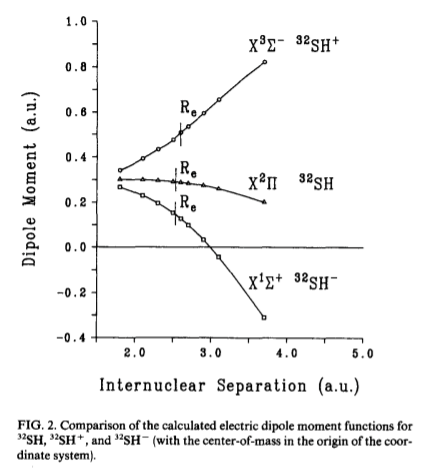 1.0
X³Σ⁻ ³²SH⁺
0.8
0.6
Rₑ
Dipole Moment (a.u.)
0.4
Rₑ
X²Π ³²SH
0.2
Rₑ
0.0
X¹Σ⁺ ³²SH⁻
-0.2
-0.4
2.0 3.0 4.0 5.0
Internuclear Separation (a.u.)
FIG. 2. Comparison of the calculated electric dipole moment functions for
³²SH, ³²SH⁺, and ³²SH⁻ (with the center-of-mass in the origin of the coor-
dinate system).